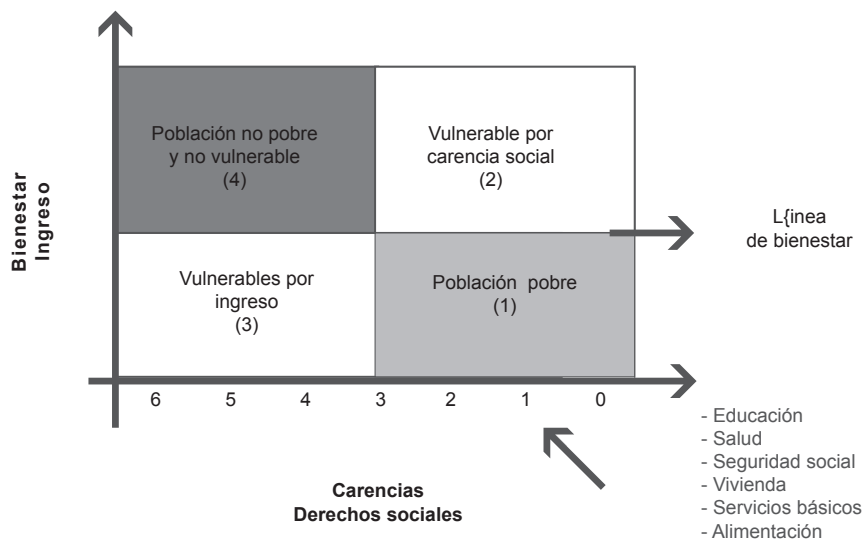 Bienestar
Ingreso
Población no pobre
y no vulnerable
(4)
Vulnerable por
carencia social
(2)
L{inea
de bienestar
Vulnerables por
ingreso
(3)
Población pobre
(1)
6 5 4 3 2 1 0
- Educación
- Salud
- Seguridad social
- Vivienda
- Servicios básicos
- Alimentación
Carencias
Derechos sociales